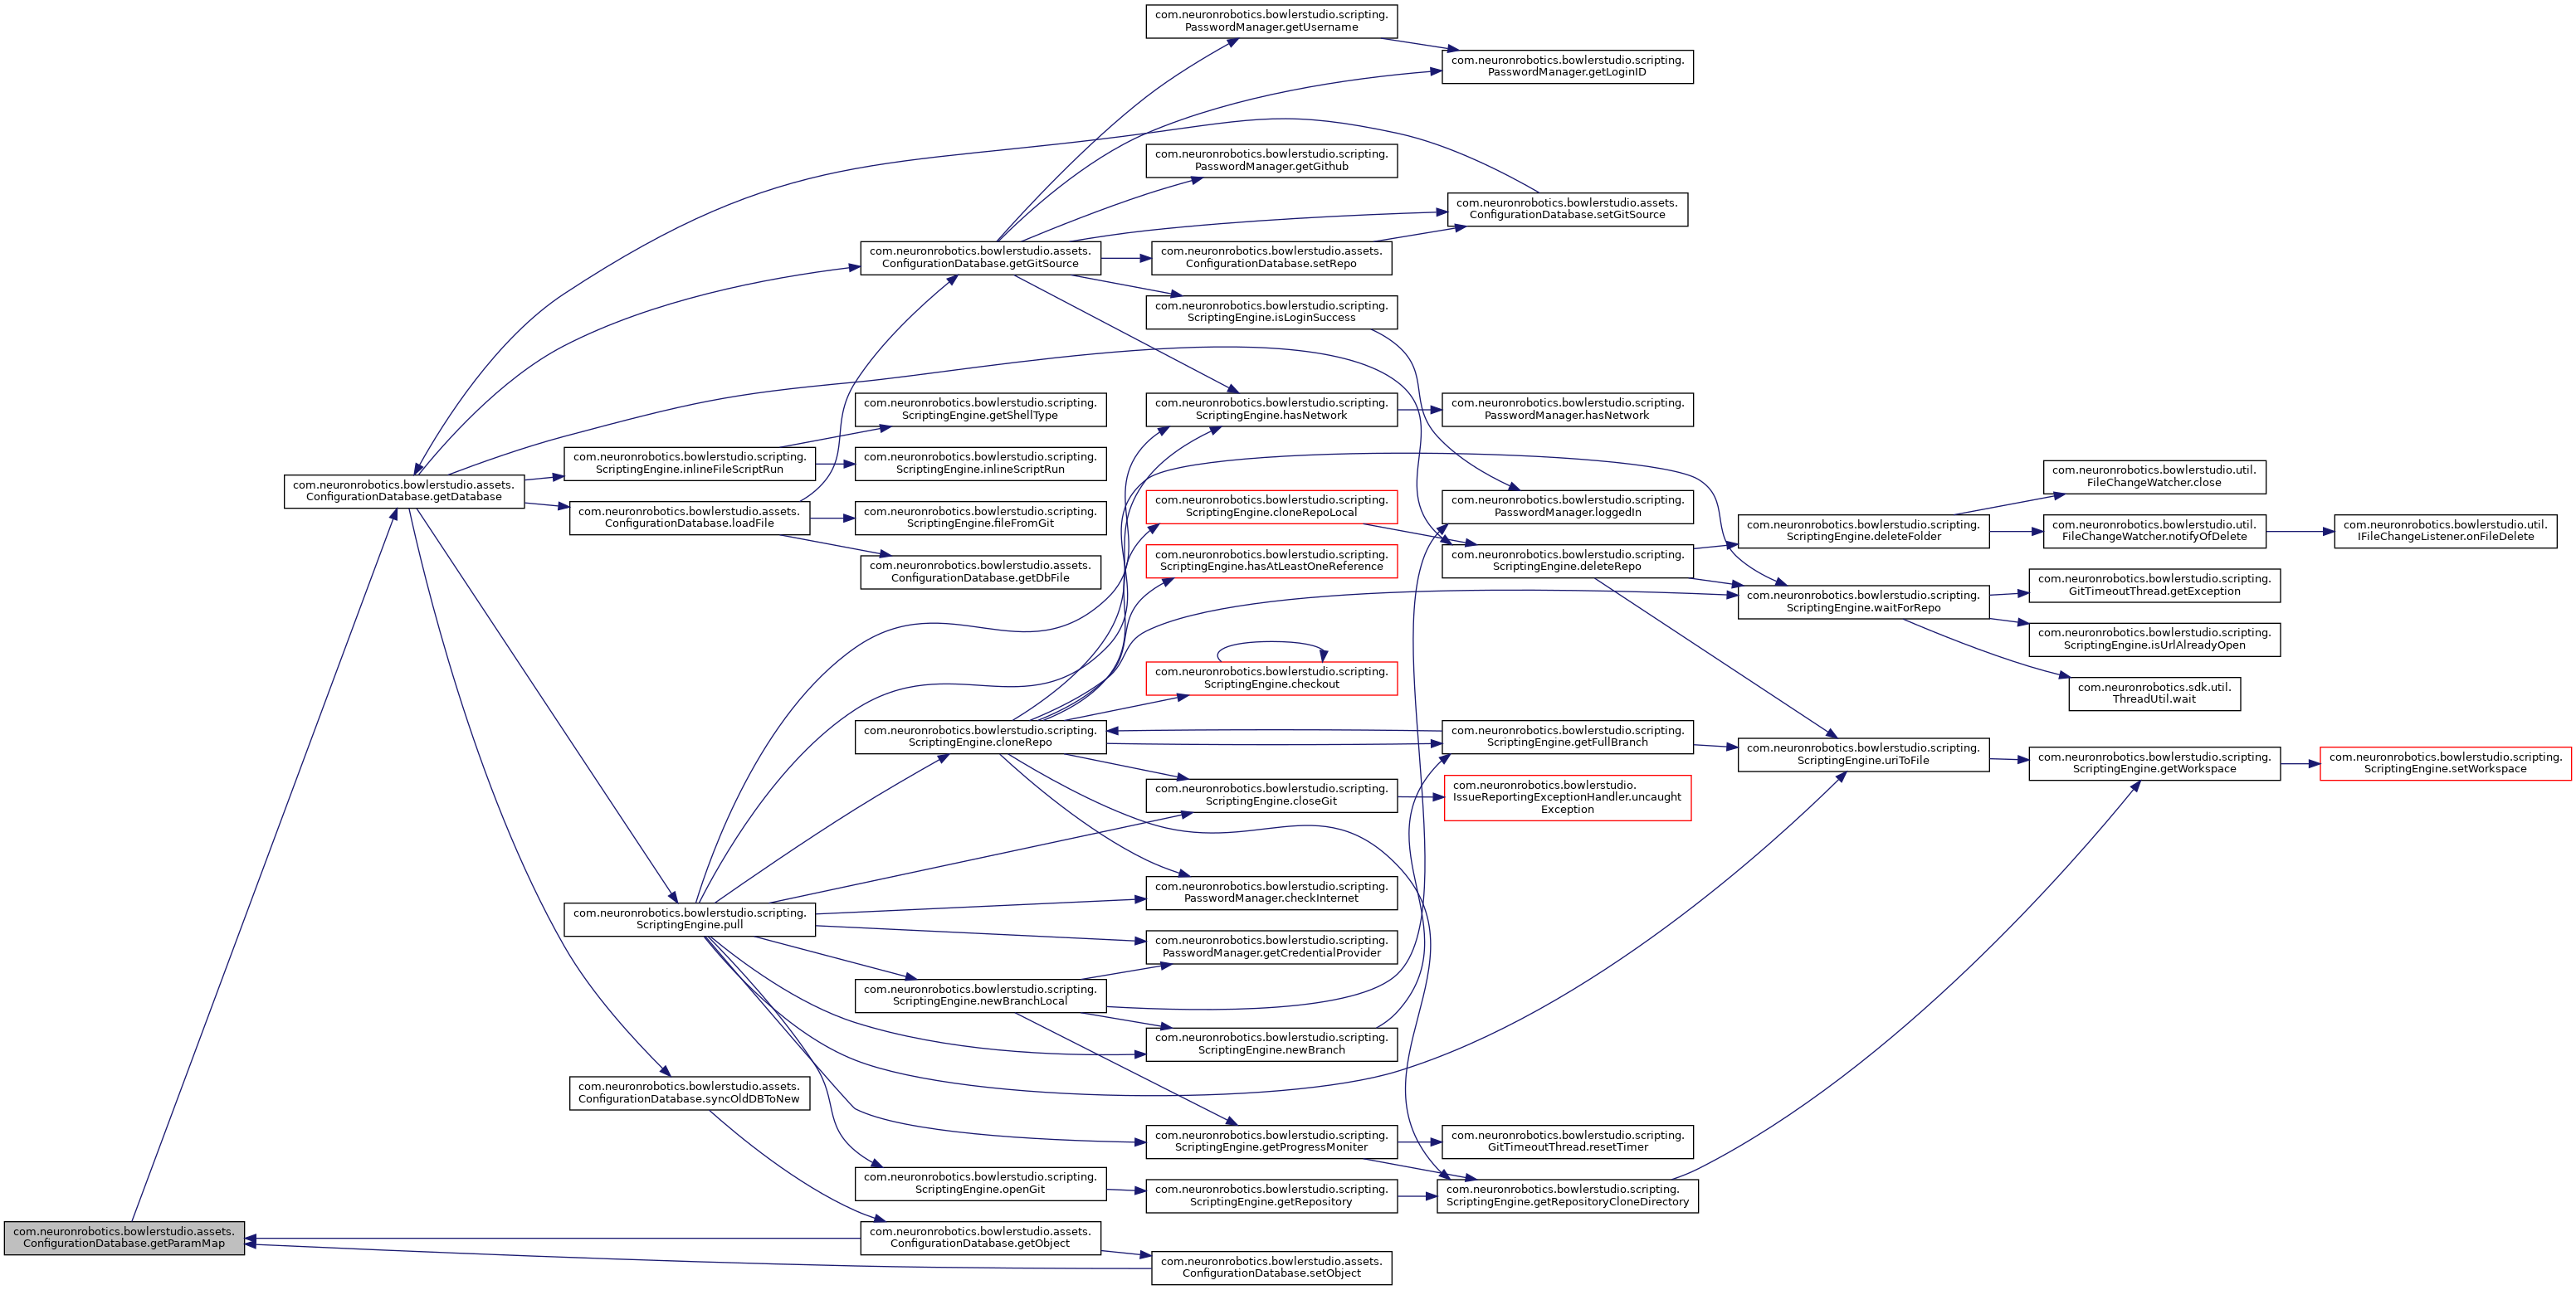 com.neuronrobotics.bowlerstudio.assets.
ConfigurationDatabase.getParamMap
com.neuronrobotics.bowlerstudio.assets.
ConfigurationDatabase.getDatabase
com.neuronrobotics.bowlerstudio.scripting.
ScriptingEngine.inlineFileScriptRun
com.neuronrobotics.bowlerstudio.assets.
ConfigurationDatabase.loadFile
com.neuronrobotics.bowlerstudio.scripting.
ScriptingEngine.pull
com.neuronrobotics.bowlerstudio.assets.
ConfigurationDatabase.syncOldDBToNew
com.neuronrobotics.bowlerstudio.assets.
ConfigurationDatabase.getGitSource
com.neuronrobotics.bowlerstudio.scripting.
ScriptingEngine.getShellType
com.neuronrobotics.bowlerstudio.scripting.
ScriptingEngine.inlineScriptRun
com.neuronrobotics.bowlerstudio.scripting.
ScriptingEngine.fileFromGit
com.neuronrobotics.bowlerstudio.assets.
ConfigurationDatabase.getDbFile
com.neuronrobotics.bowlerstudio.scripting.
ScriptingEngine.cloneRepo
com.neuronrobotics.bowlerstudio.scripting.
ScriptingEngine.newBranchLocal
com.neuronrobotics.bowlerstudio.scripting.
ScriptingEngine.openGit
com.neuronrobotics.bowlerstudio.assets.
ConfigurationDatabase.getObject
com.neuronrobotics.bowlerstudio.scripting.
PasswordManager.getUsername
com.neuronrobotics.bowlerstudio.scripting.
PasswordManager.getGithub
com.neuronrobotics.bowlerstudio.assets.
ConfigurationDatabase.setRepo
com.neuronrobotics.bowlerstudio.scripting.
ScriptingEngine.isLoginSuccess
com.neuronrobotics.bowlerstudio.scripting.
ScriptingEngine.hasNetwork
com.neuronrobotics.bowlerstudio.scripting.
ScriptingEngine.cloneRepoLocal
com.neuronrobotics.bowlerstudio.scripting.
ScriptingEngine.hasAtLeastOneReference
com.neuronrobotics.bowlerstudio.scripting.
ScriptingEngine.checkout
com.neuronrobotics.bowlerstudio.scripting.
ScriptingEngine.closeGit
com.neuronrobotics.bowlerstudio.scripting.
PasswordManager.checkInternet
com.neuronrobotics.bowlerstudio.scripting.
PasswordManager.getCredentialProvider
com.neuronrobotics.bowlerstudio.scripting.
ScriptingEngine.newBranch
com.neuronrobotics.bowlerstudio.scripting.
ScriptingEngine.getProgressMoniter
com.neuronrobotics.bowlerstudio.scripting.
ScriptingEngine.getRepository
com.neuronrobotics.bowlerstudio.assets.
ConfigurationDatabase.setObject
com.neuronrobotics.bowlerstudio.scripting.
PasswordManager.getLoginID
com.neuronrobotics.bowlerstudio.assets.
ConfigurationDatabase.setGitSource
com.neuronrobotics.bowlerstudio.scripting.
PasswordManager.hasNetwork
com.neuronrobotics.bowlerstudio.scripting.
PasswordManager.loggedIn
com.neuronrobotics.bowlerstudio.scripting.
ScriptingEngine.deleteRepo
com.neuronrobotics.bowlerstudio.scripting.
ScriptingEngine.getFullBranch
com.neuronrobotics.bowlerstudio.
IssueReportingExceptionHandler.uncaught
Exception
com.neuronrobotics.bowlerstudio.scripting.
GitTimeoutThread.resetTimer
com.neuronrobotics.bowlerstudio.scripting.
ScriptingEngine.getRepositoryCloneDirectory
com.neuronrobotics.bowlerstudio.scripting.
ScriptingEngine.deleteFolder
com.neuronrobotics.bowlerstudio.scripting.
ScriptingEngine.waitForRepo
com.neuronrobotics.bowlerstudio.scripting.
ScriptingEngine.uriToFile
com.neuronrobotics.bowlerstudio.util.
FileChangeWatcher.close
com.neuronrobotics.bowlerstudio.util.
FileChangeWatcher.notifyOfDelete
com.neuronrobotics.bowlerstudio.scripting.
GitTimeoutThread.getException
com.neuronrobotics.bowlerstudio.scripting.
ScriptingEngine.isUrlAlreadyOpen
com.neuronrobotics.sdk.util.
ThreadUtil.wait
com.neuronrobotics.bowlerstudio.scripting.
ScriptingEngine.getWorkspace
com.neuronrobotics.bowlerstudio.util.
IFileChangeListener.onFileDelete
com.neuronrobotics.bowlerstudio.scripting.
ScriptingEngine.setWorkspace